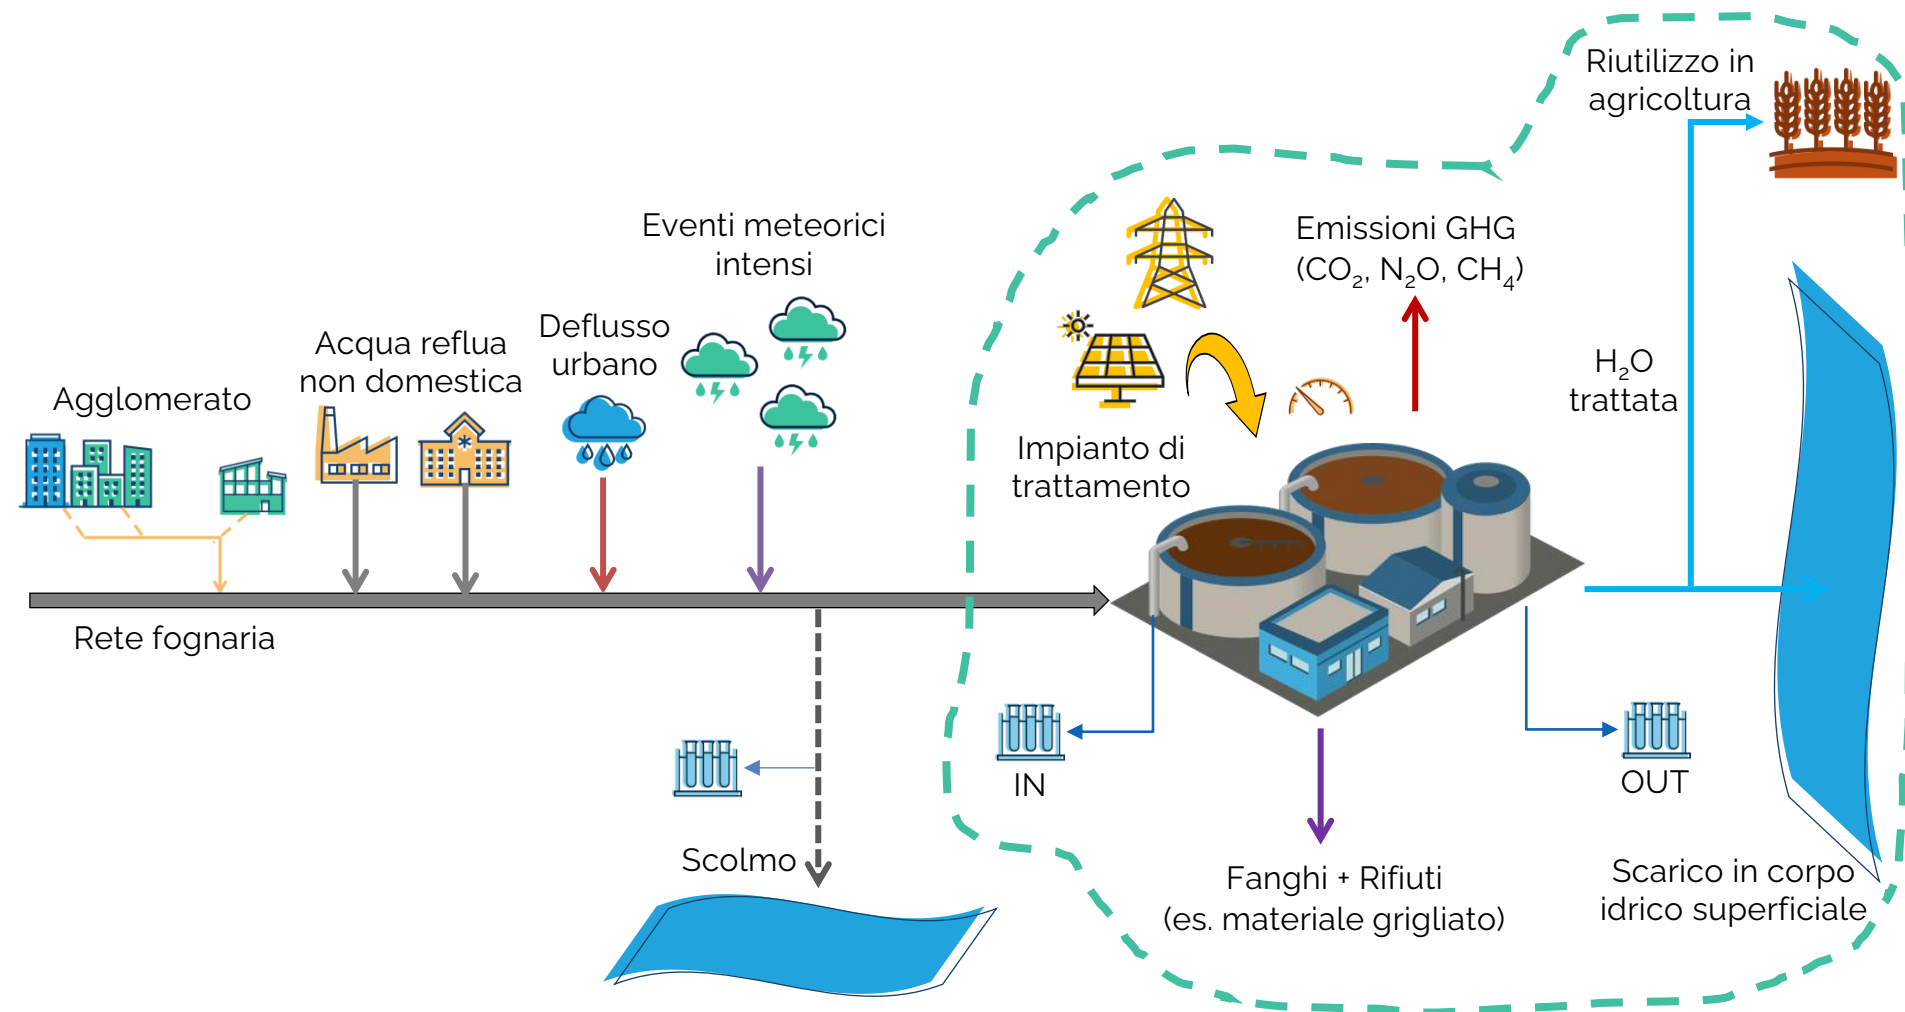 Riutilizzo in
agricoltura
Eventi meteorici
intensi
Emissioni GHG
(CO₂, N₂O, CH₄)
Deflusso
urbano
Acqua reflua
non domestica
Agglomerato
H₂O
trattata
Impianto di
trattamento
Rete fognaria
IN
OUT
Scolmo
Fanghi + Rifiuti
(es. materiale grigliato)
Scarico in corpo
idrico superficiale